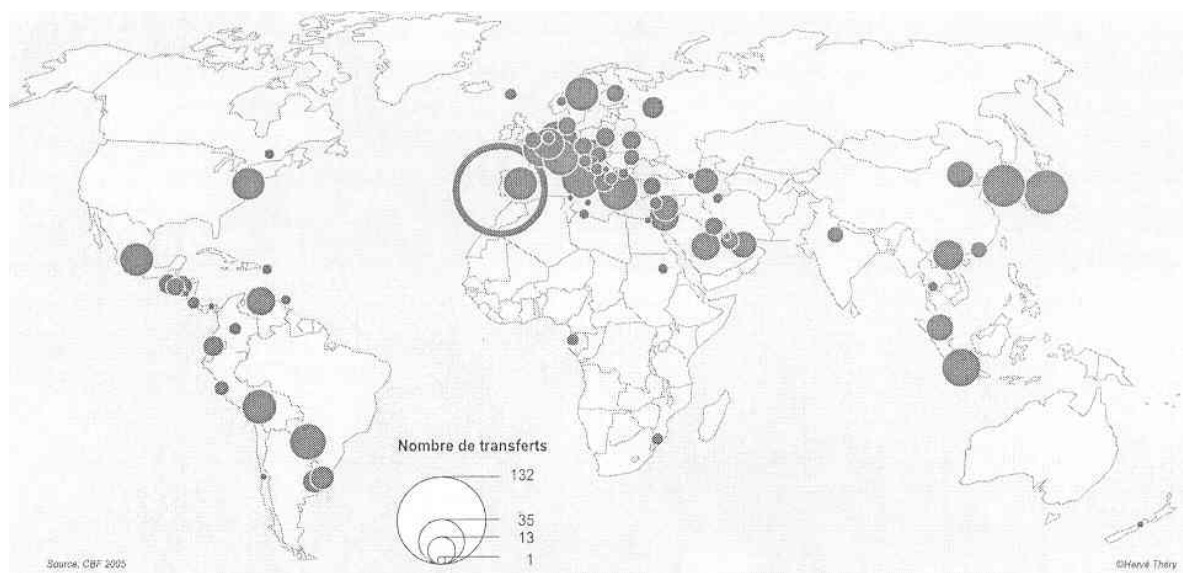 Nombre de transferts
132
35
13
1
Source, CBF 2005
©Hervé Théry